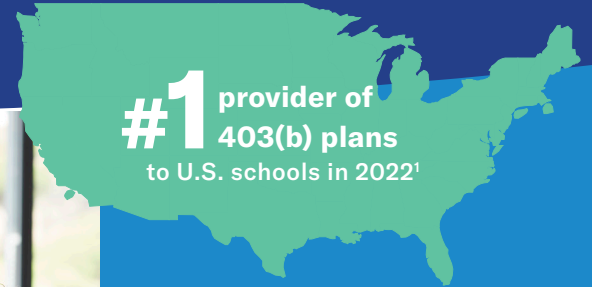 #1 provider of
403(b) plans
to U.S. schools in 2022¹